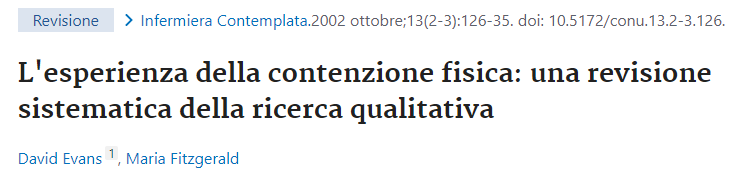 Revisione > Infermiera Contemplata.2002 ottobre;13(2-3):126-35. doi: 10.5172/conu.13.2-3.126.
L'esperienza della contenzione fisica: una revisione
sistematica della ricerca qualitativa
David Evans 1, Maria Fitzgerald